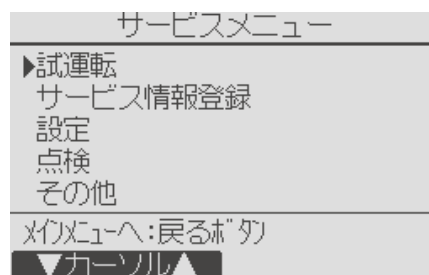 サービスメニュー
▶試運転
サービス情報登録
設定
点検
その他
メインメニューへ:戻るボタン
▼カーソル▲